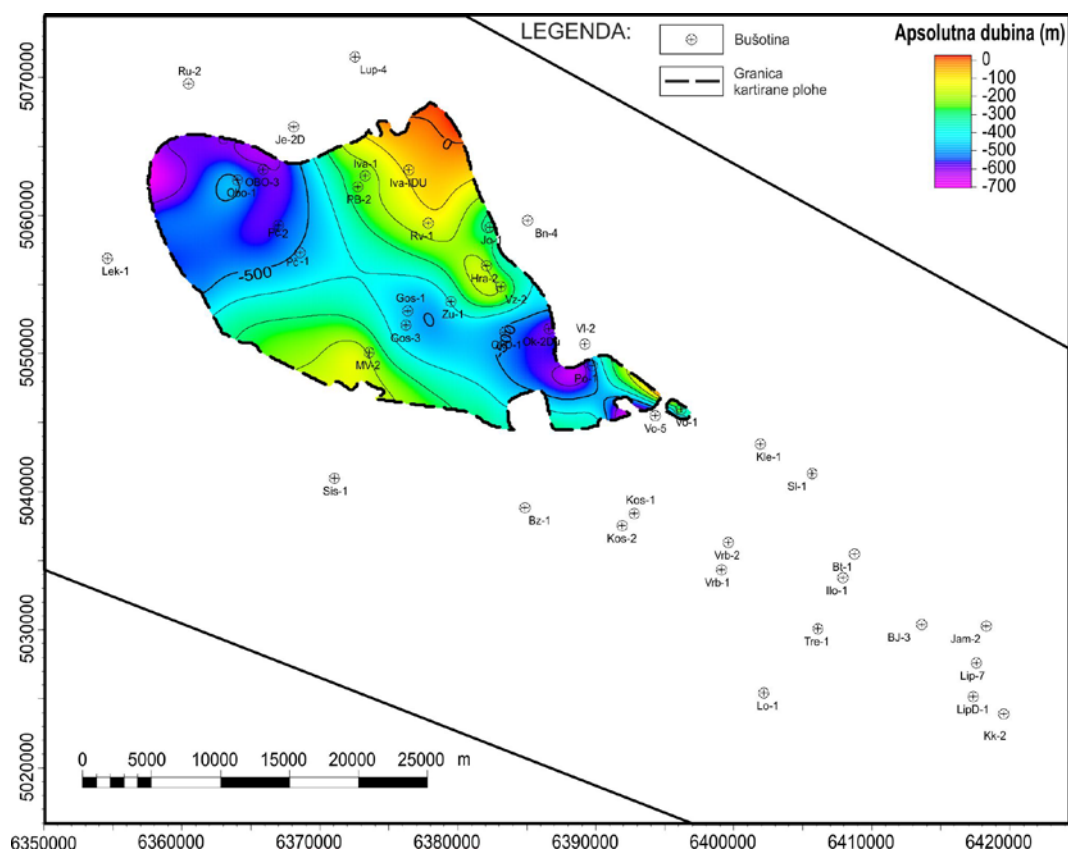 LEGENDA:
Bušotina
Granica
kartirane plohe
Apsolutna dubina (m)
0
-100
-200
-300
-400
-500
-600
-700
Lup-4
Ru-2
Je-2D
Iva-1
Iva-IDU
OBO-3
Obo-1
PB-2
Rv-1
Jo-1
Bn-4
Pc-1
Lek-1
-500
0
Hra-2
Vz-2
Gos-1
Zu-1
Gos-3
-500
Ok-2Du
Vl-2
MV-2
Po-1
Vo-5
Vo-1
Kle-1
Sl-1
Sis-1
Bz-1
Kos-1
Kos-2
Vrb-2
Vrb-1
Bt-1
Ilo-1
Tre-1
BJ-3
Jam-2
Lip-7
LipD-1
Lo-1
Kk-2
0 5000 10000 15000 20000 25000 m
5070000
5060000
5050000
5040000
5030000
5020000
6350000 6360000 6370000 6380000 6390000 6400000 6410000 6420000